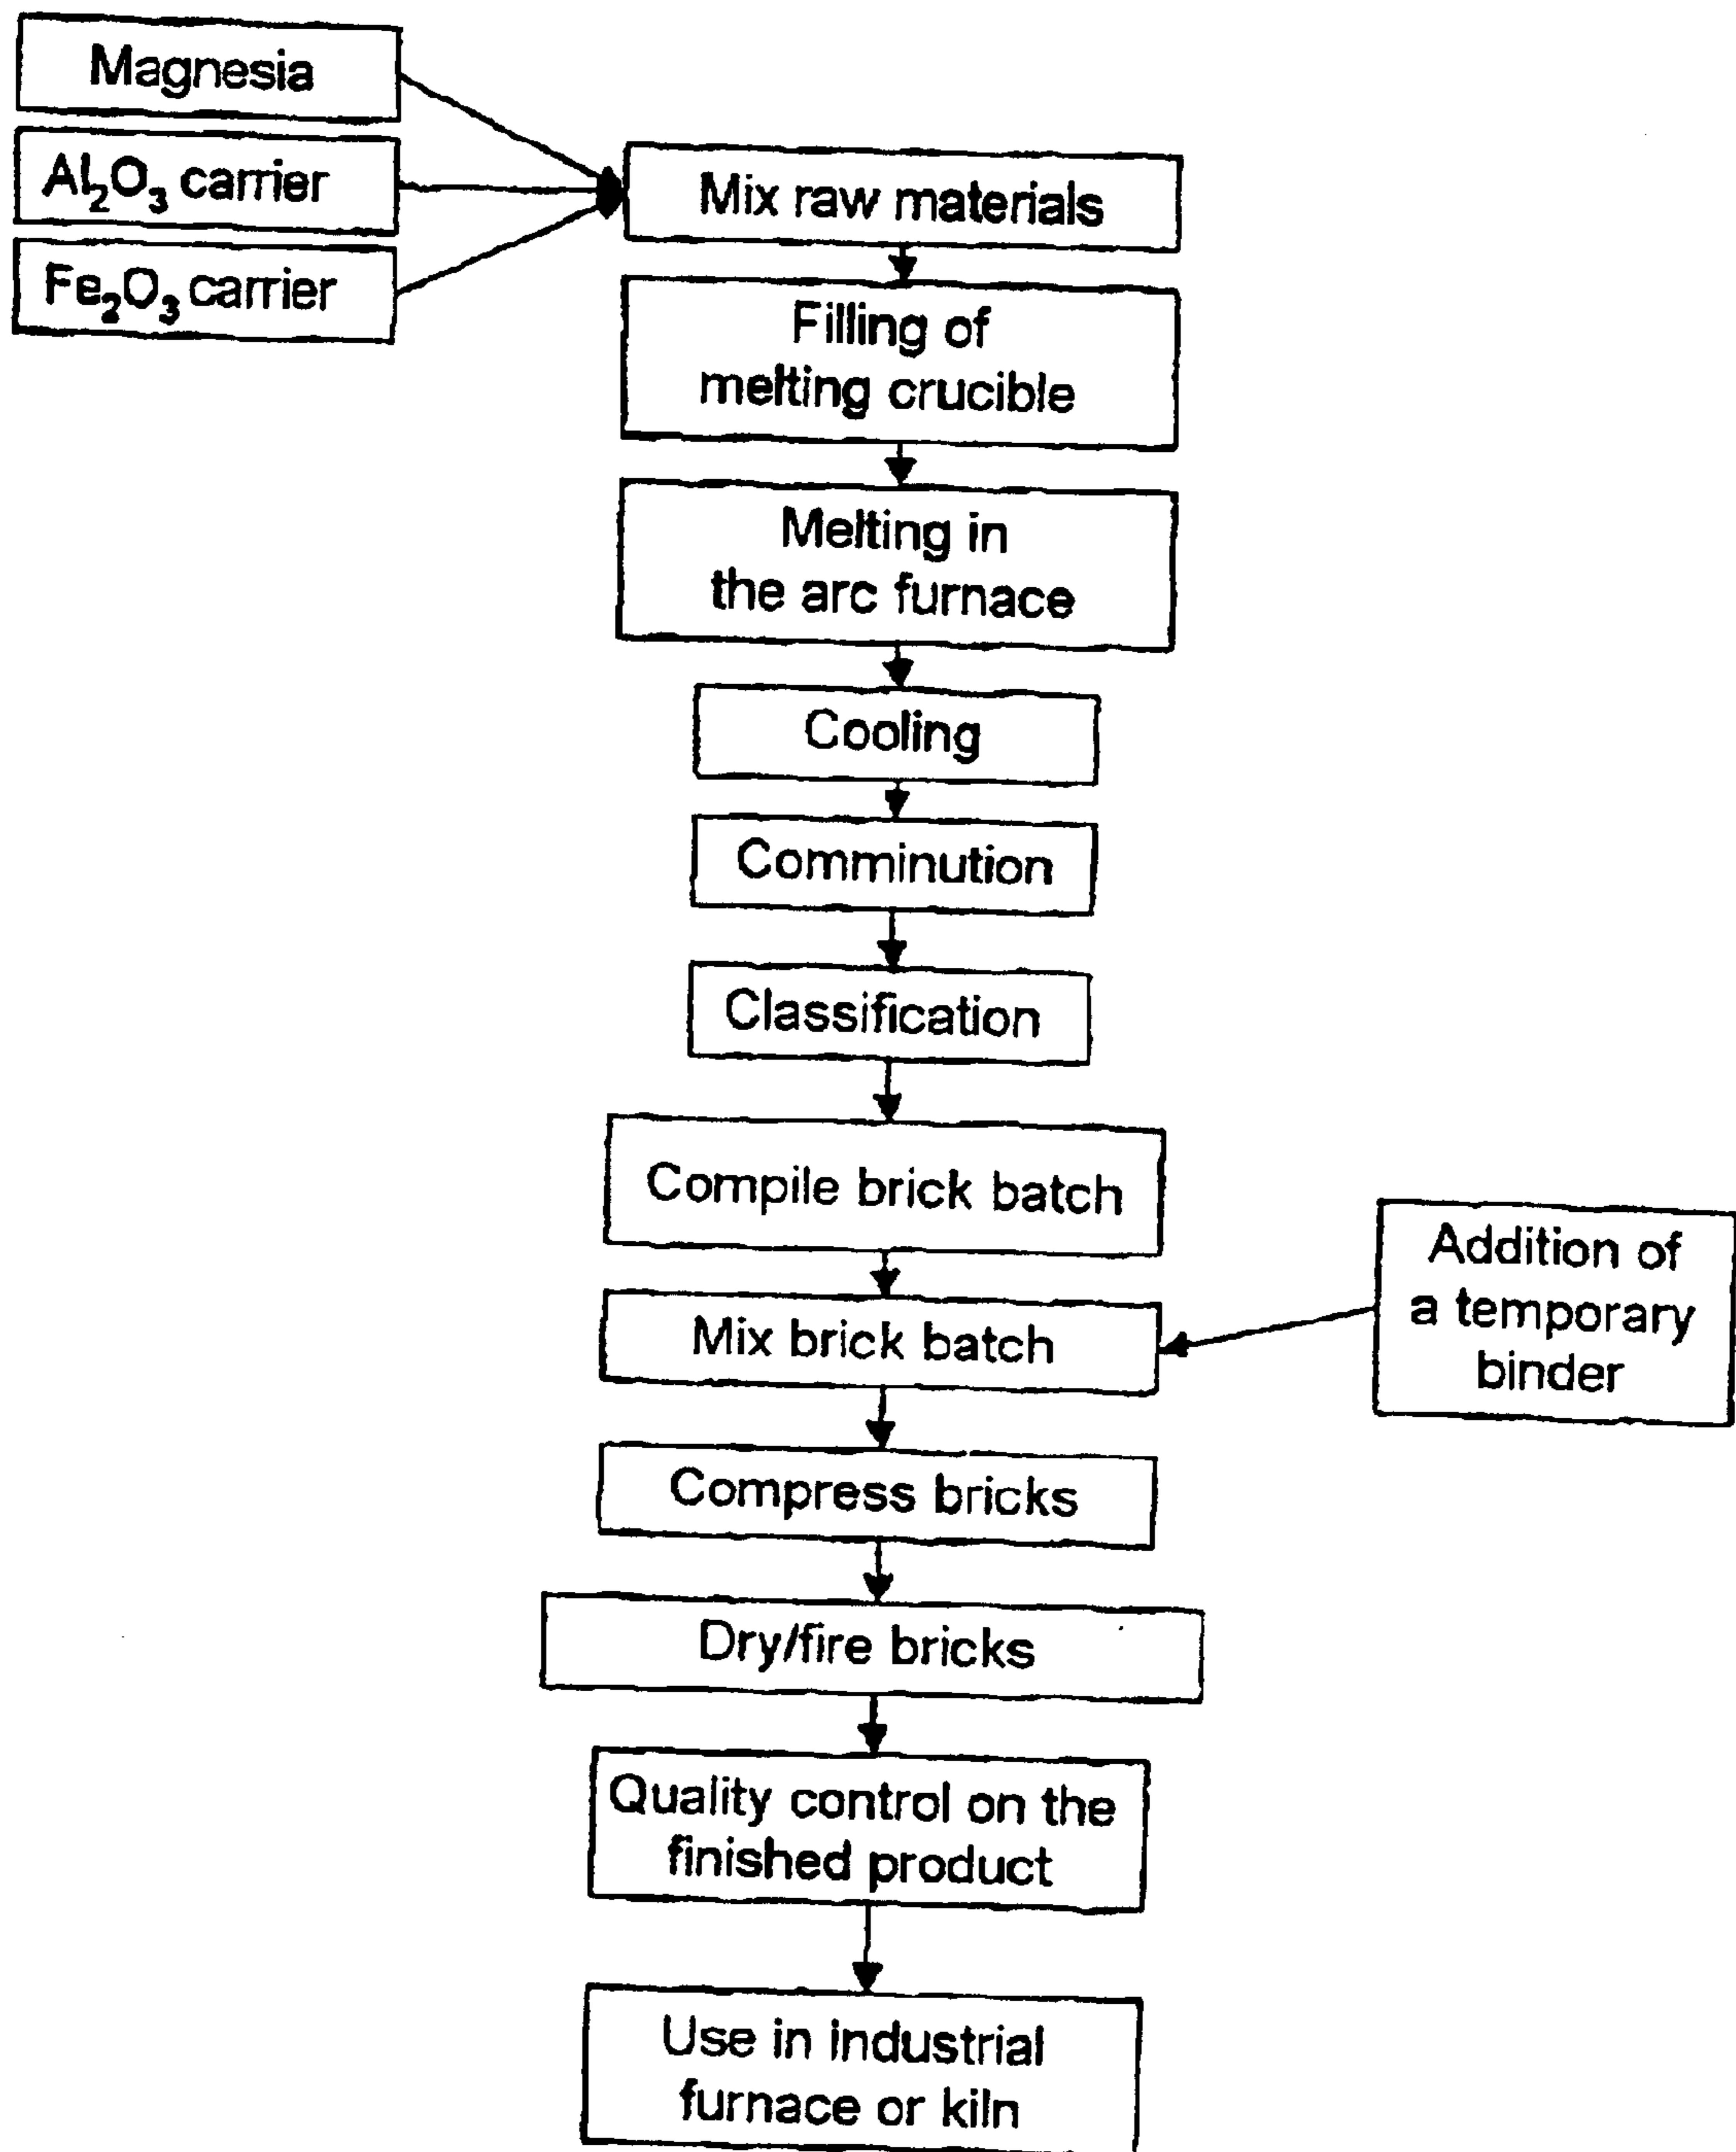 Magnesia
Al₂O₃ carrier
Fe₂O₃ carrier
Mix raw materials
Filling of
melting crucible
Melting in
the arc furnace
Cooling
Comminution
Classification
Compile brick batch
Addition of
a temporary
binder
Mix brick batch
Compress bricks
Dry/fire bricks
Quality control on the
finished product
Use in industrial
furnace or kiln